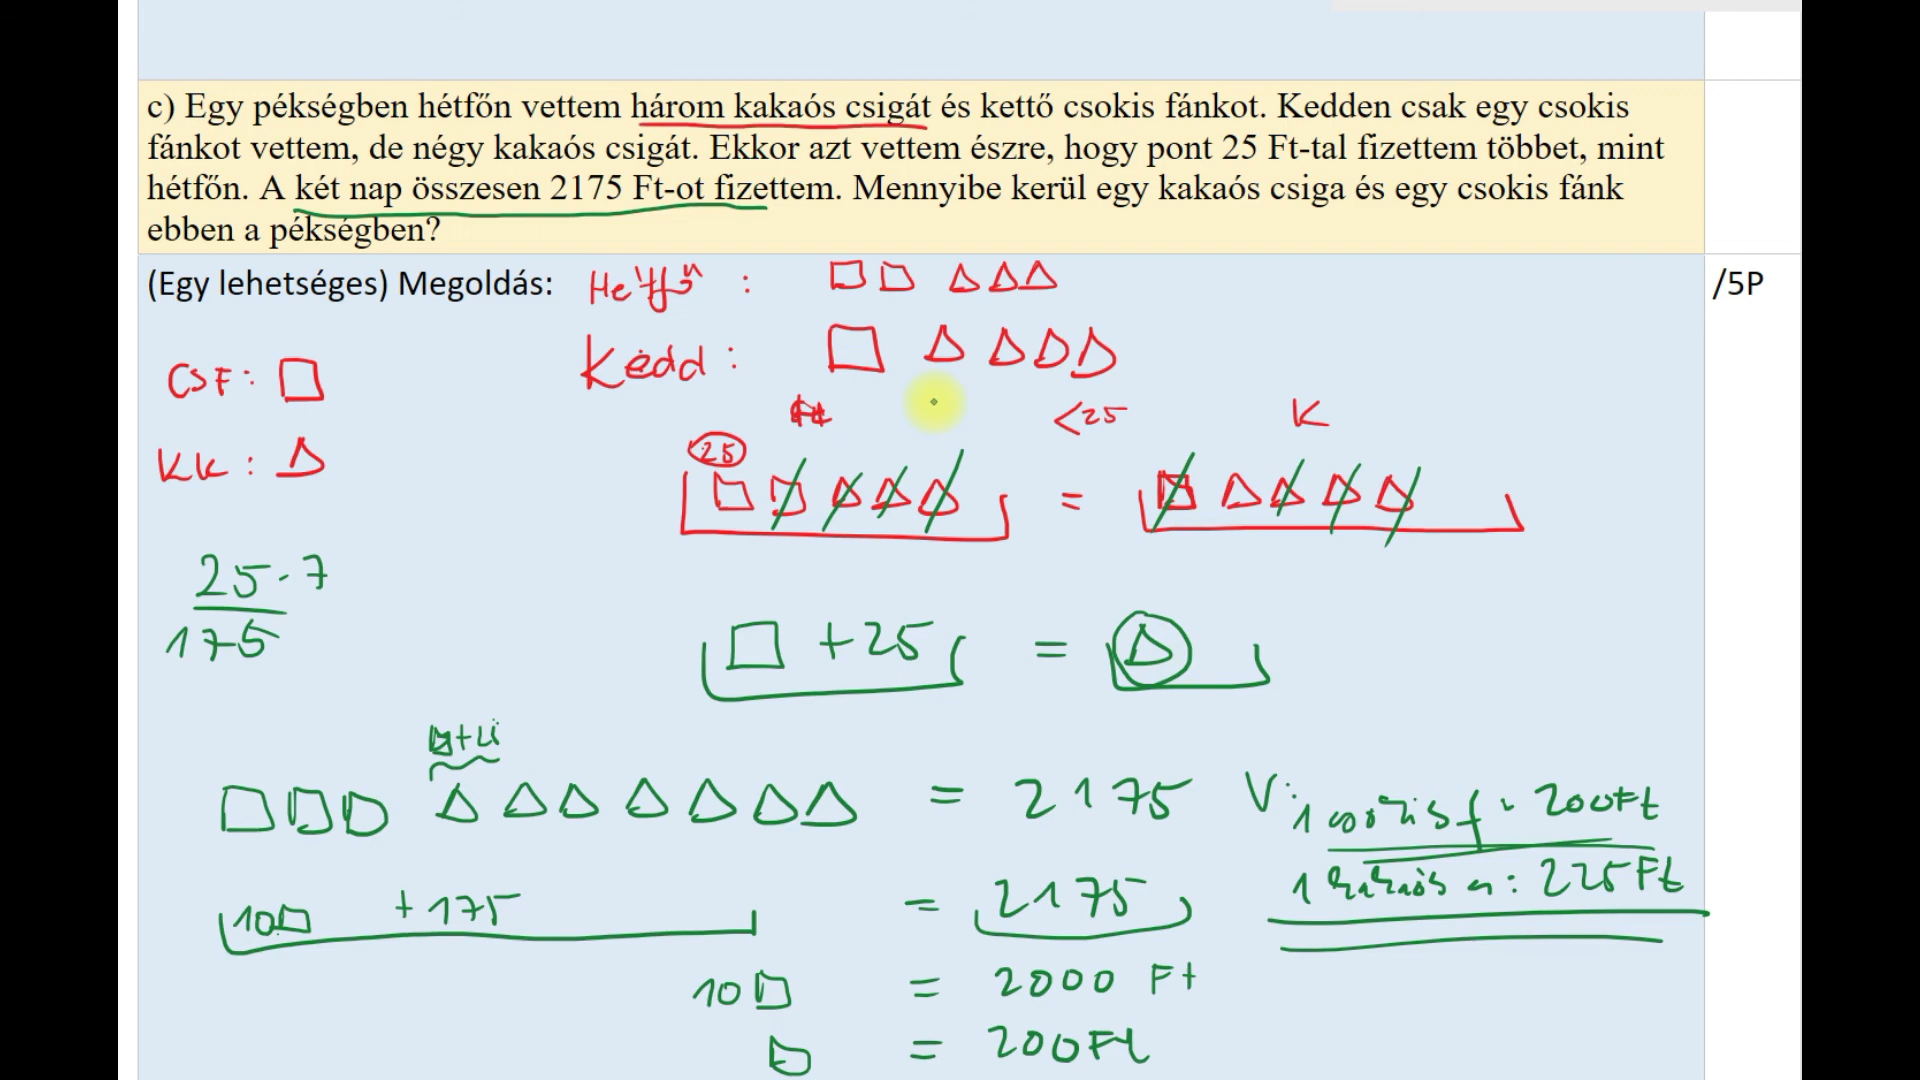 c) Egy pékségben hétfőn vettem három kakaós csigát és kettő csokis fánkot. Kedden csak egy csokis
fánkot vettem, de négy kakaós csigát. Ekkor azt vettem észre, hogy pont 25 Ft-tal fizettem többet, mint
hétfőn. A két nap összesen 2175 Ft-ot fizettem. Mennyibe kerül egy kakaós csiga és egy csokis fánk
ebben a pékségben?
(Egy lehetséges) Megoldás: Hétfő : □ □ △ △ △ /5P
Kedd : □ △ △ △ △
CSF: □
<25 K
KK : △
25
□ □ △ △ △ = □ △ △ △ △
25 · 7
175
□ + 25 = △
□ □ □ △ △ △ △ △ △ △ = 2175 V:
1 csokis f : 200Ft
1 kakaós : 225 Ft
10□ + 175 = 2175
10□ = 2000 Ft
□ = 200Ft